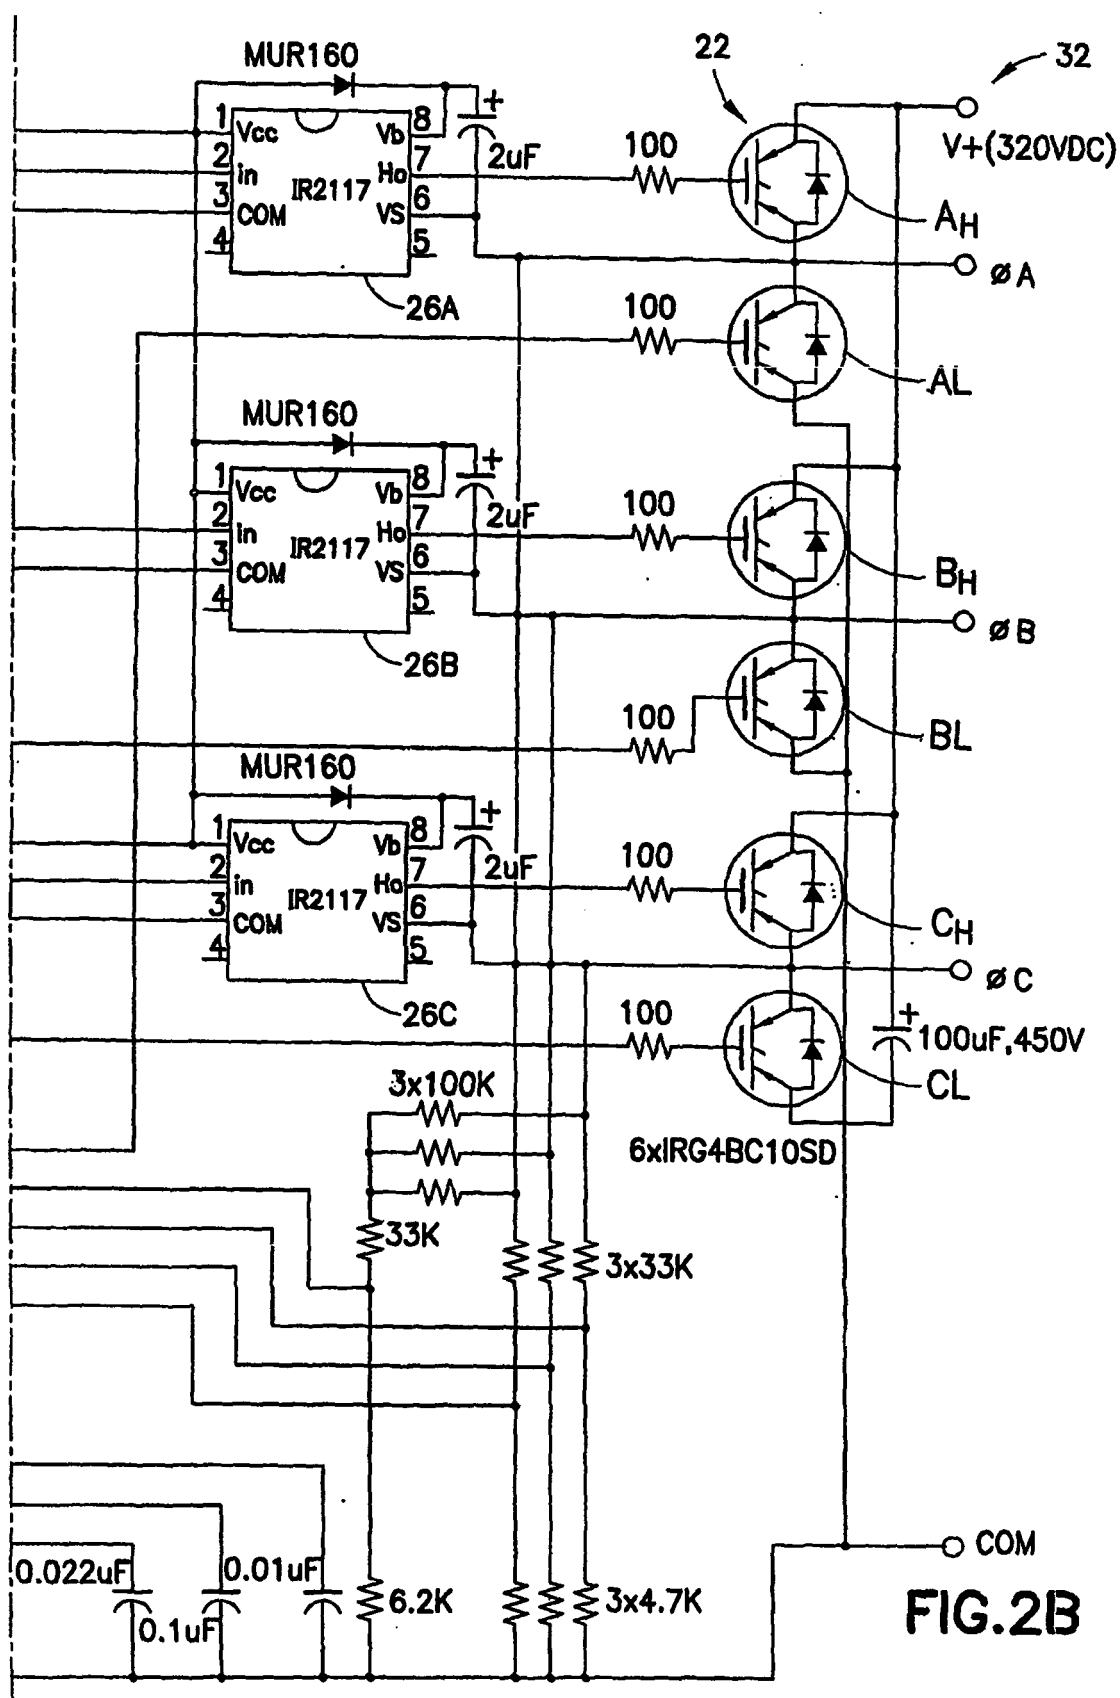 MUR160
22
32
1 Vcc
Vb 8
+
2uF
100
V+(320VDC)
2 in
IR2117
Ho 7
3 COM
VS 6
AH
4
5
26A
øA
100
AL
MUR160
1 Vcc
Vb 8
+
2uF
100
2 in
IR2117
Ho 7
3 COM
VS 6
BH
4
5
26B
øB
100
BL
MUR160
1 Vcc
Vb 8
+
2uF
100
2 in
IR2117
Ho 7
3 COM
VS 6
CH
4
5
26C
øC
100
+
100uF,450V
CL
3x100K
6xIRG4BC10SD
33K
3x33K
COM
0.022uF
0.01uF
0.1uF
6.2K
3x4.7K
FIG.2B